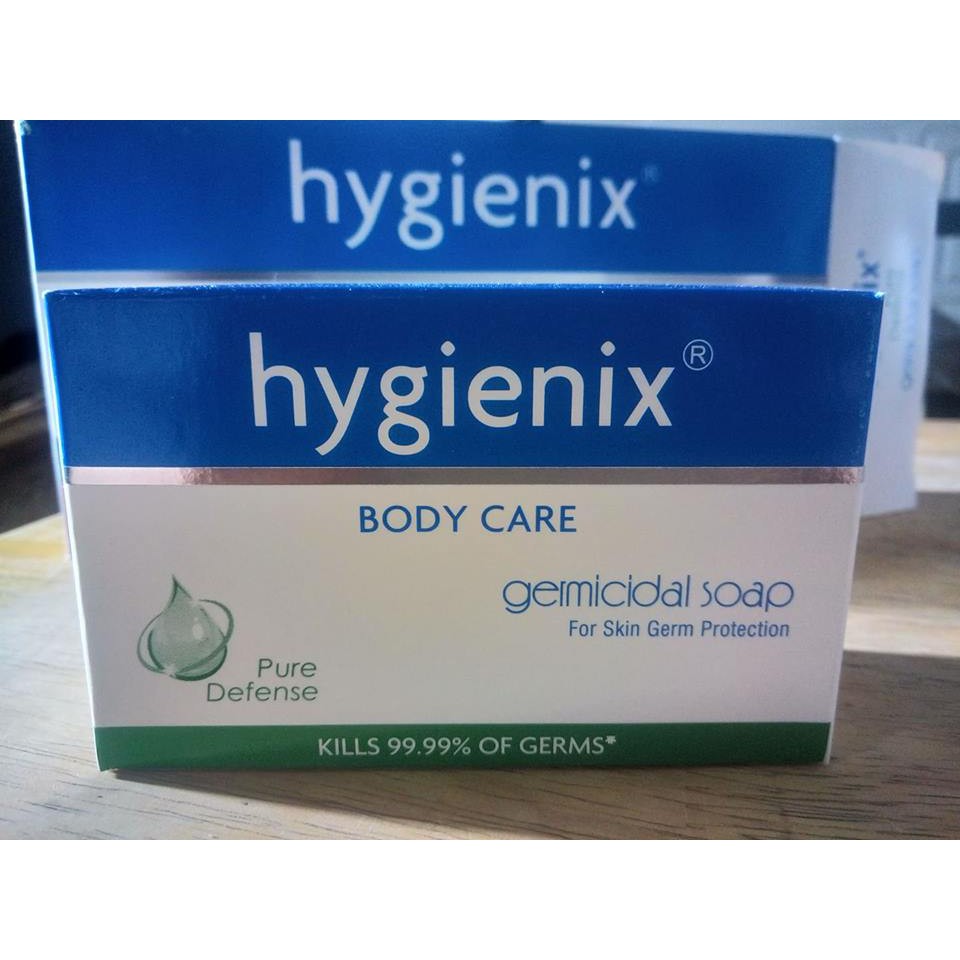 hygienix®
hygienix®
BODY CARE
germicidal soap
For Skin Germ Protection
Pure
Defense
KILLS 99.99% OF GERMS*